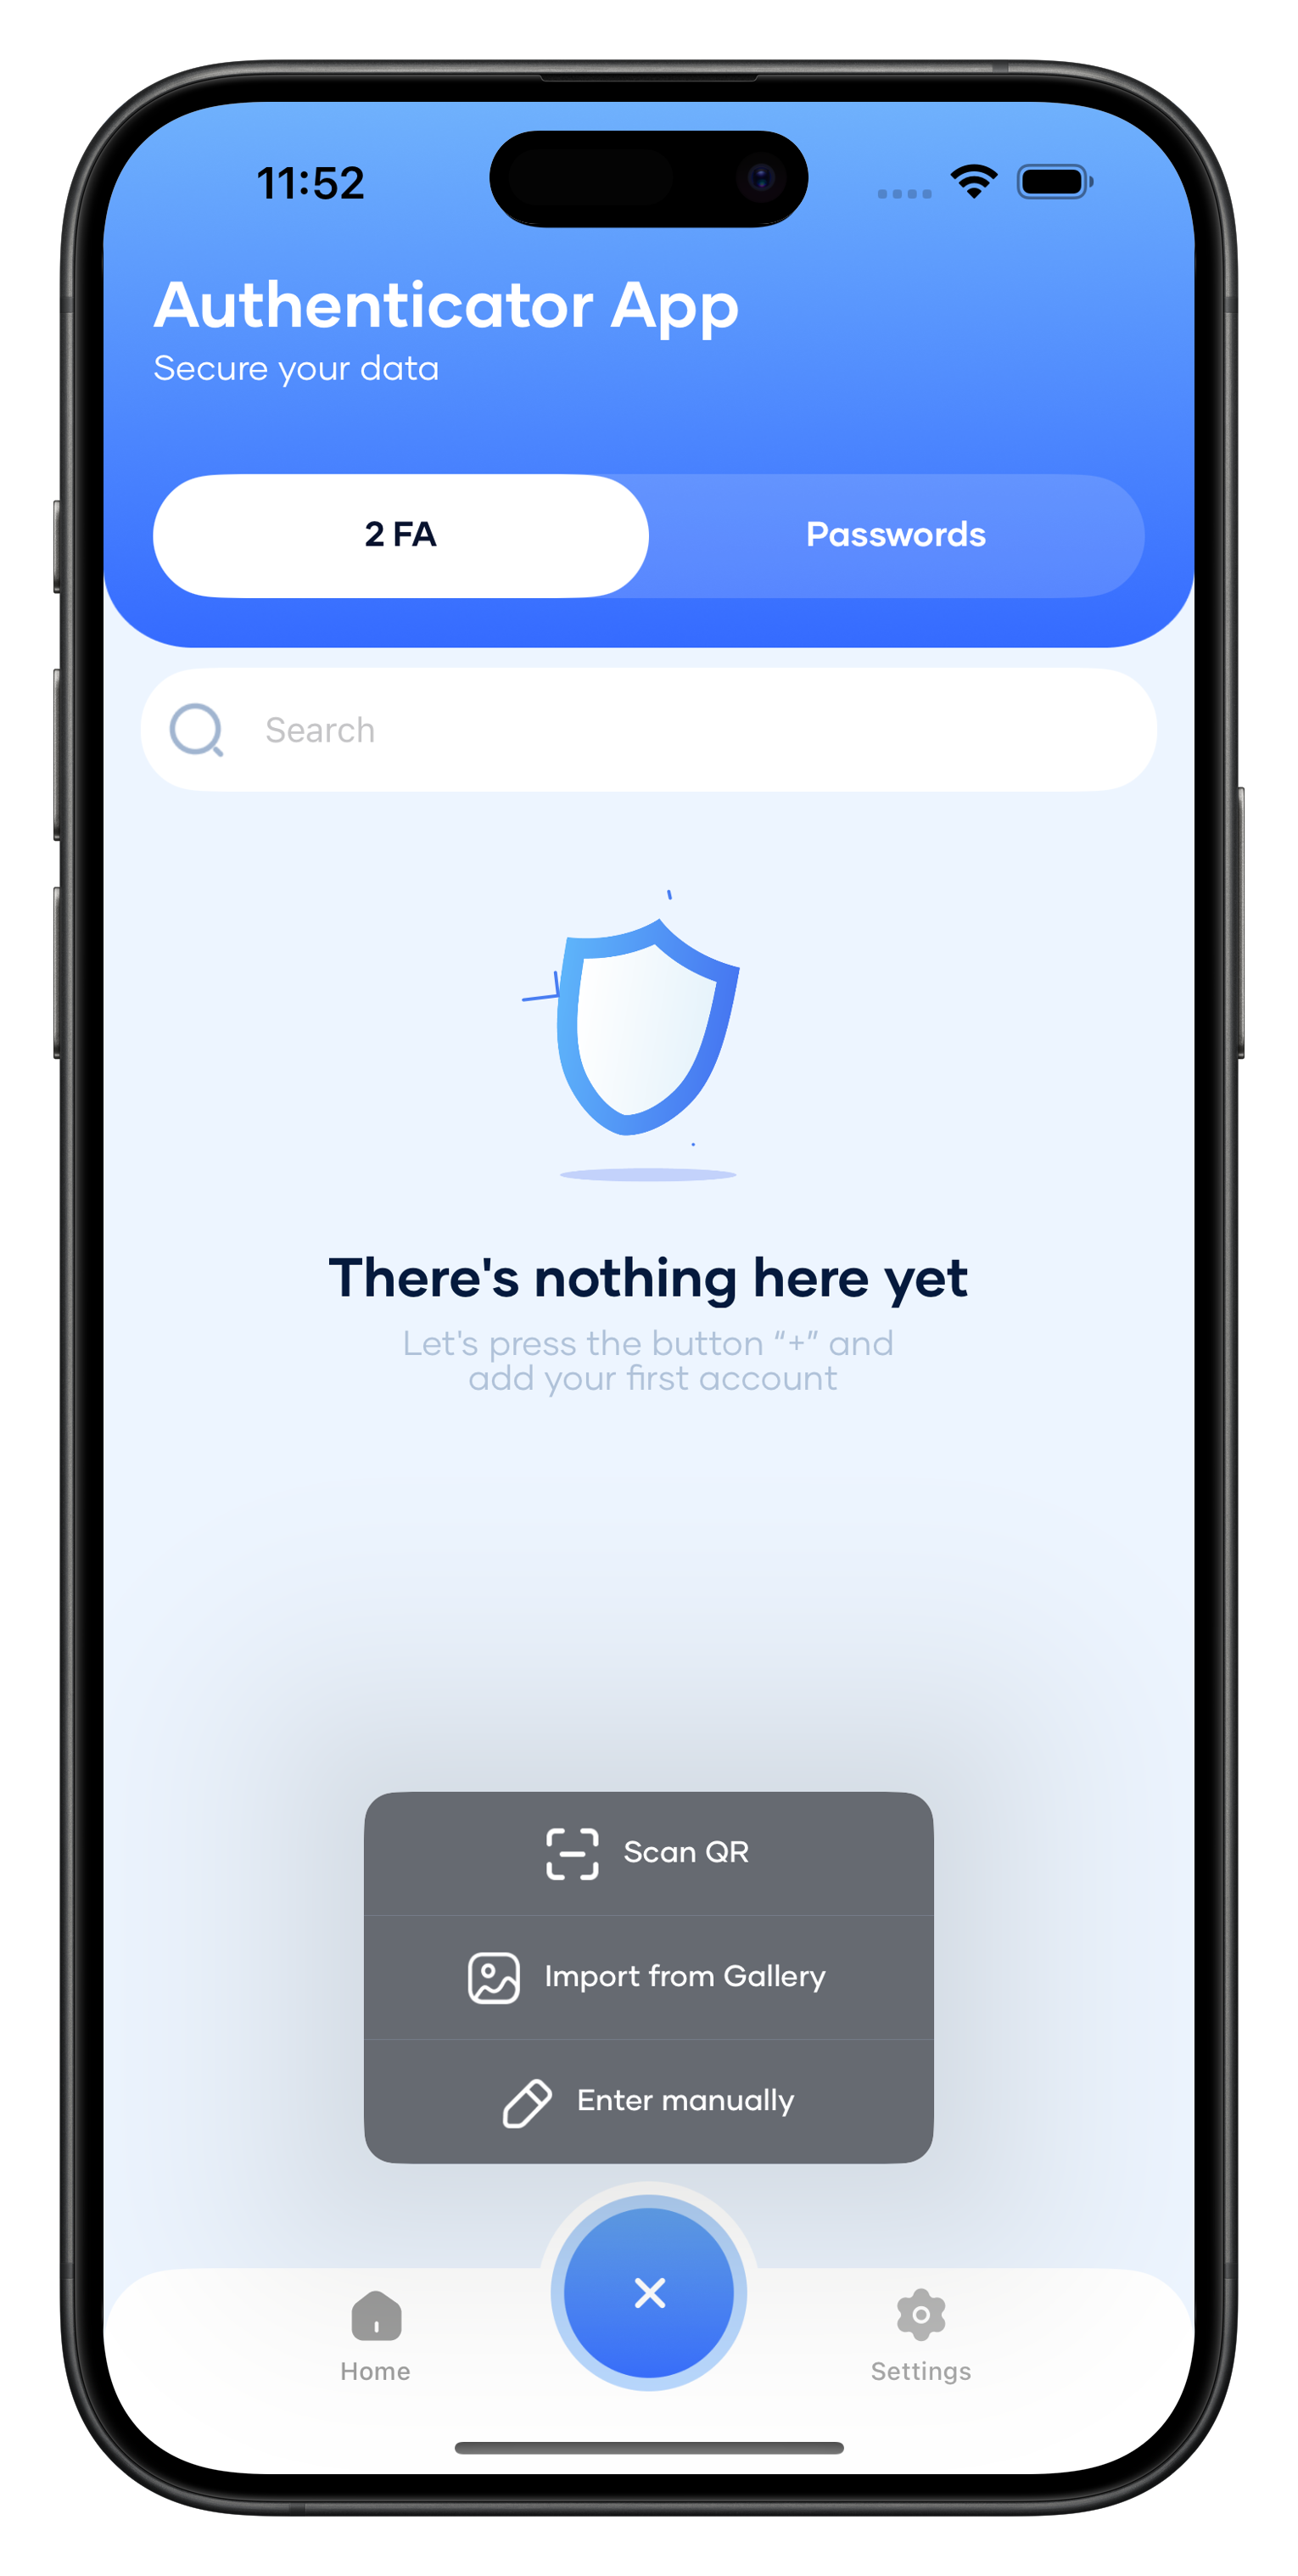 11:52
Authenticator App
Secure your data
2 FA
Passwords
Search
There's nothing here yet
Let's press the button “+” and
add your first account
Scan QR
Import from Gallery
Enter manually
Home
Settings